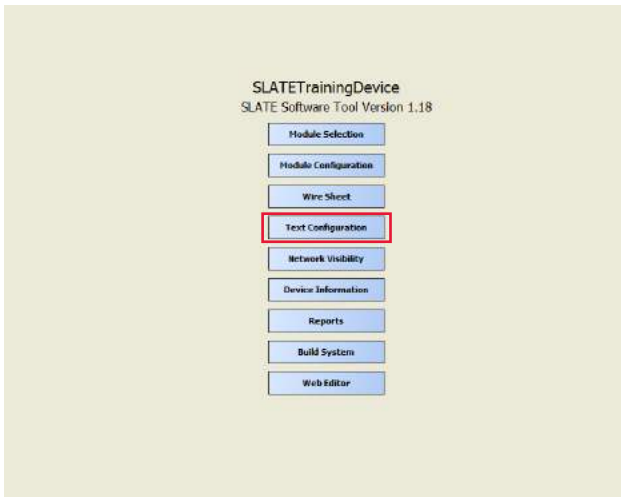 SLATETrainingDevice
SLATE Software Tool Version 1.18
Module Selection
Module Configuration
Wire Sheet
Text Configuration
Network Visibility
Device Information
Reports
Build System
Web Editor